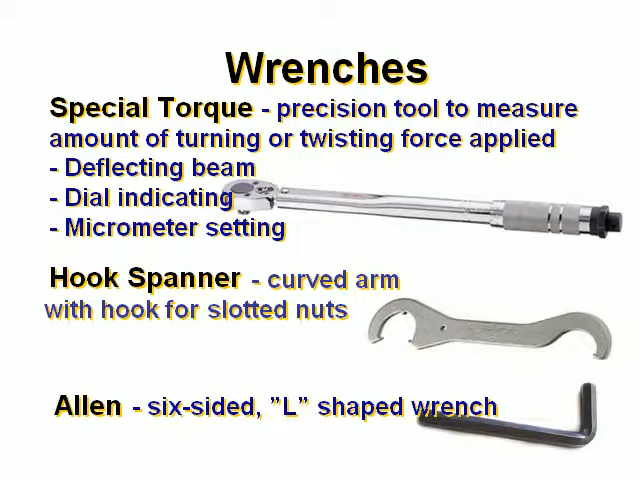 Wrenches
Special Torque - precision tool to measure
amount of turning or twisting force applied
- Deflecting beam
- Dial indicating
- Micrometer setting
Hook Spanner - curved arm
with hook for slotted nuts
Allen - six-sided, ”L” shaped wrench